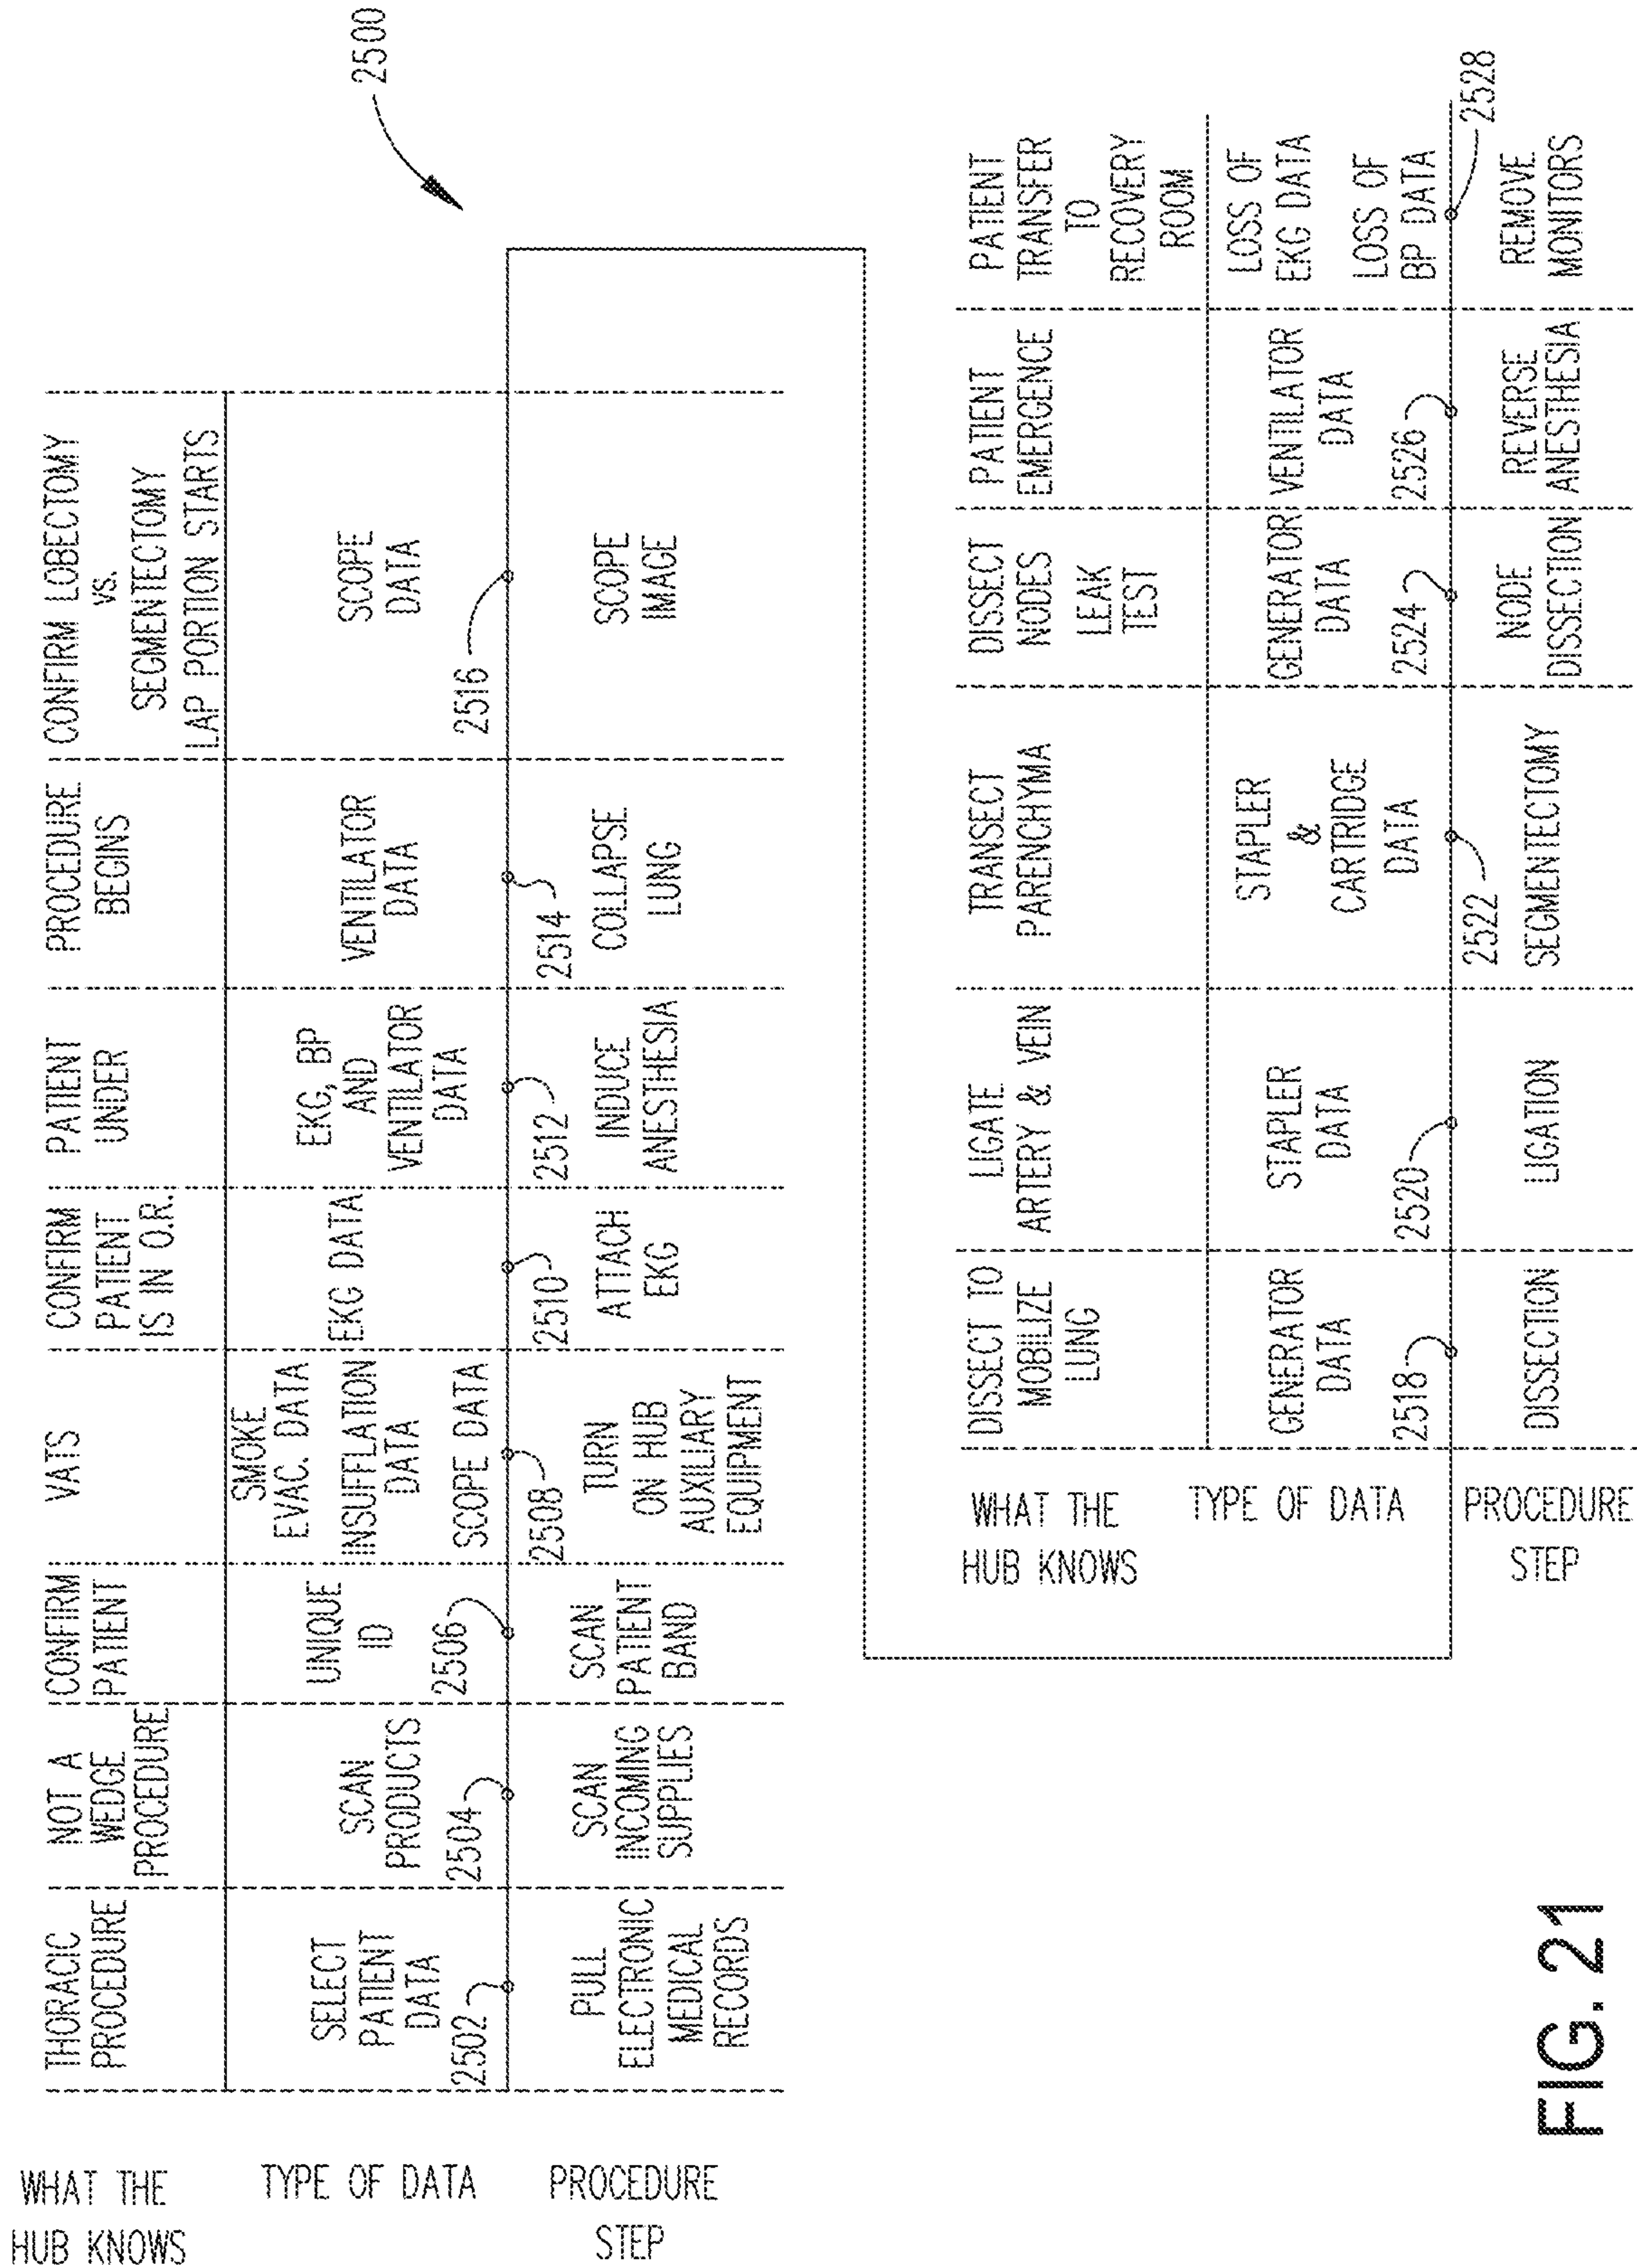 2500
WHAT THE
HUB KNOWS
THORACIC
PROCEDURE
NOT A
WEDGE
PROCEDURE
CONFIRM
PATIENT
VATS
CONFIRM
PATIENT
IS IN O.R.
PATIENT
UNDER
PROCEDURE
BEGINS
CONFIRM LOBECTOMY
VS.
SEGMENTECTOMY
LAP PORTION STARTS
TYPE OF DATA
SELECT
PATIENT
DATA
SCAN
PRODUCTS
UNIQUE
ID
SMOKE
EVAC. DATA
INSUFFLATION
DATA
SCOPE DATA
EKG DATA
EKG, BP
AND
VENTILATOR
DATA
VENTILATOR
DATA
SCOPE
DATA
2502
2504
2506
2508
2510
2512
2514
2516
PROCEDURE
STEP
PULL
ELECTRONIC
MEDICAL
RECORDS
SCAN
INCOMING
SUPPLIES
SCAN
PATIENT
BAND
TURN
ON HUB
AUXILIARY
EQUIPMENT
ATTACH
EKG
INDUCE
ANESTHESIA
COLLAPSE
LUNG
SCOPE
IMAGE
WHAT THE
HUB KNOWS
DISSECT TO
MOBILIZE
LUNG
LIGATE
ARTERY & VEIN
TRANSECT
PARENCHYMA
DISSECT
NODES
LEAK
TEST
PATIENT
EMERGENCE
PATIENT
TRANSFER
TO
RECOVERY
ROOM
TYPE OF DATA
GENERATOR
DATA
STAPLER
DATA
STAPLER
&
CARTRIDGE
DATA
GENERATOR
DATA
VENTILATOR
DATA
LOSS OF
EKG DATA
LOSS OF
BP DATA
2518
2520
2522
2524
2526
2528
PROCEDURE
STEP
DISSECTION
LIGATION
SEGMENTECTOMY
NODE
DISSECTION
REVERSE
ANESTHESIA
REMOVE
MONITORS
FIG. 21